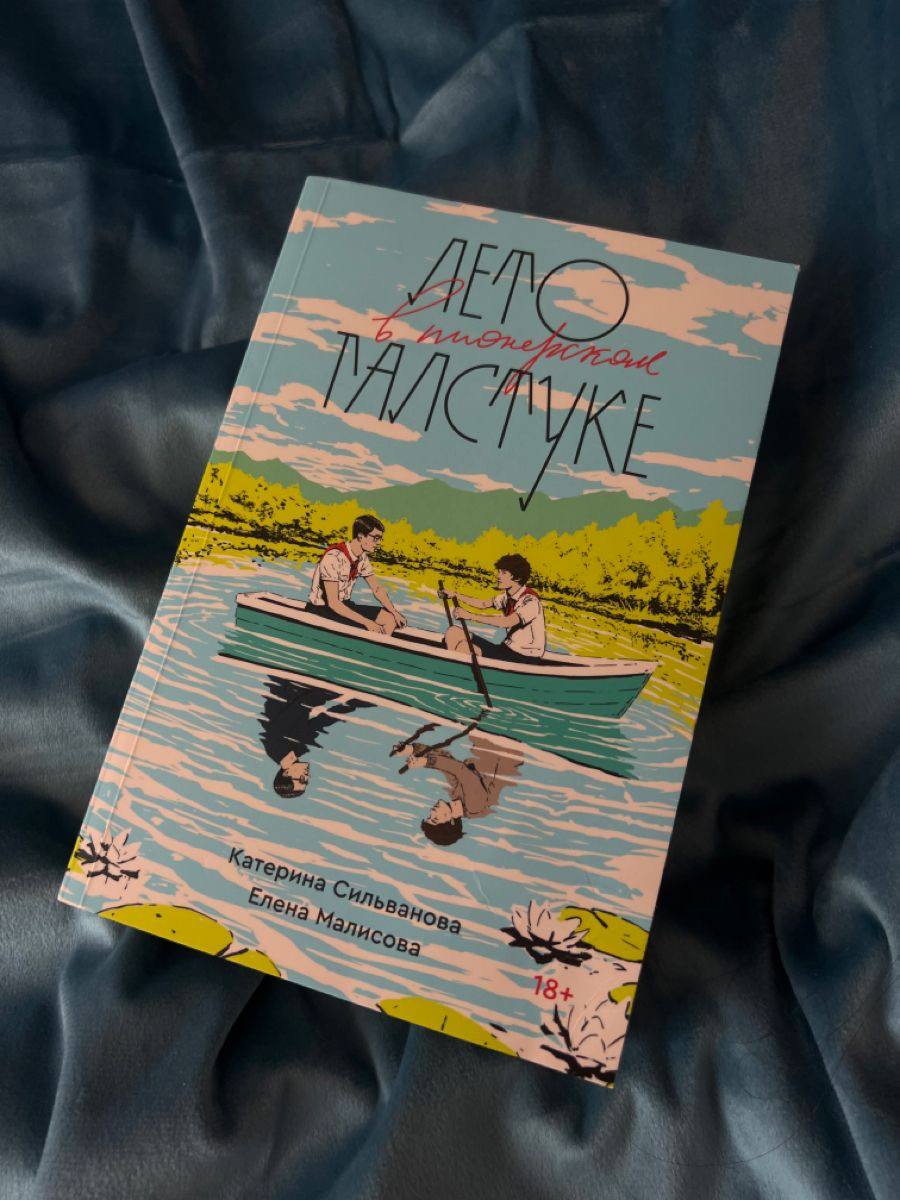 ЛЕТО
в пионерском
ГАЛСТУКЕ
Катерина Сильванова
Елена Малисова
18+